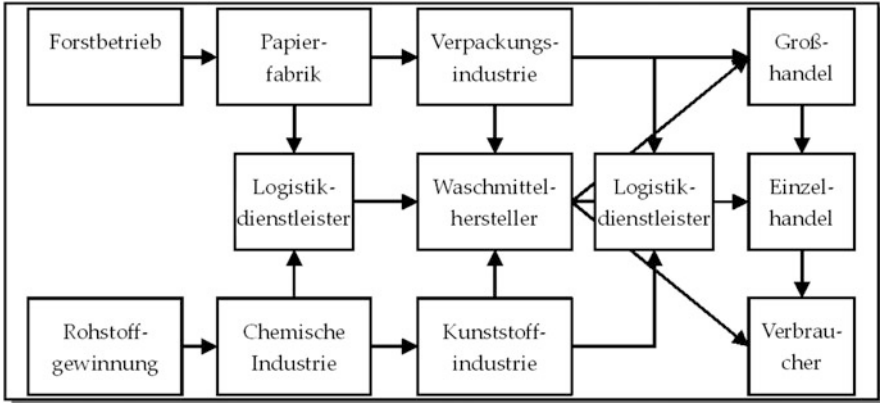 Forstbetrieb
Papier-
fabrik
Verpackungs-
industrie
Groß-
handel
Logistik-
dienstleister
Waschmittel-
hersteller
Logistik-
dienstleister
Einzel-
handel
Rohstoff-
gewinnung
Chemische
Industrie
Kunststoff-
industrie
Verbrau-
cher